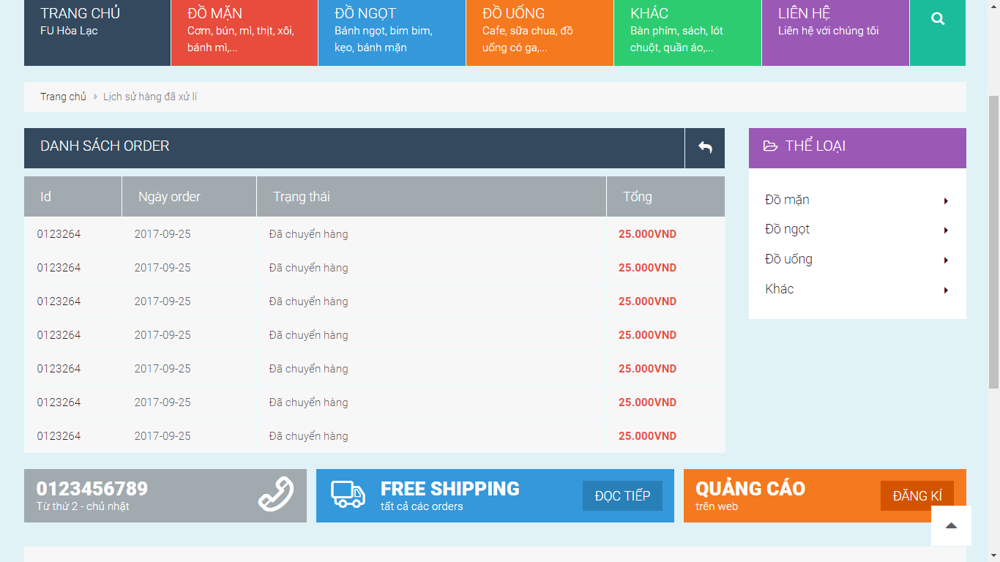 TRANG CHỦ
FU Hòa Lạc
ĐỒ MẶN
Cơm, bún, mì, thịt, xôi,
bánh mì,...
ĐỒ NGỌT
Bánh ngọt, bim bim,
kẹo, bánh mặn
ĐỒ UỐNG
Cafe, sữa chua, đồ
uống có ga,...
KHÁC
Bàn phím, sách, lót
chuột, quần áo,...
LIÊN HỆ
Liên hệ với chúng tôi
Trang chủ Lịch sử hàng đã xử lí
DANH SÁCH ORDER
Id Ngày order Trạng thái Tổng
0123264 2017-09-25 Đã chuyển hàng 25.000VND
0123264 2017-09-25 Đã chuyển hàng 25.000VND
0123264 2017-09-25 Đã chuyển hàng 25.000VND
0123264 2017-09-25 Đã chuyển hàng 25.000VND
0123264 2017-09-25 Đã chuyển hàng 25.000VND
0123264 2017-09-25 Đã chuyển hàng 25.000VND
0123264 2017-09-25 Đã chuyển hàng 25.000VND
THỂ LOẠI
Đồ mặn
Đồ ngọt
Đồ uống
Khác
0123456789
Từ thứ 2 - chủ nhật
FREE SHIPPING
tất cả các orders
ĐỌC TIẾP
QUẢNG CÁO
trên web
ĐĂNG KÍ